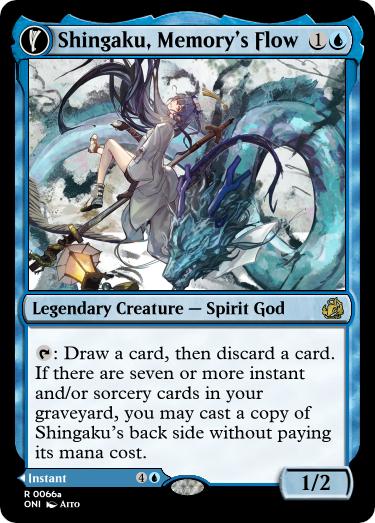 Shingaku, Memory's Flow 1
Legendary Creature — Spirit God
: Draw a card, then discard a card.
If there are seven or more instant
and/or sorcery cards in your
graveyard, you may cast a copy of
Shingaku's back side without paying
its mana cost.
Instant 4
1/2
R 0066a
ONI AITO